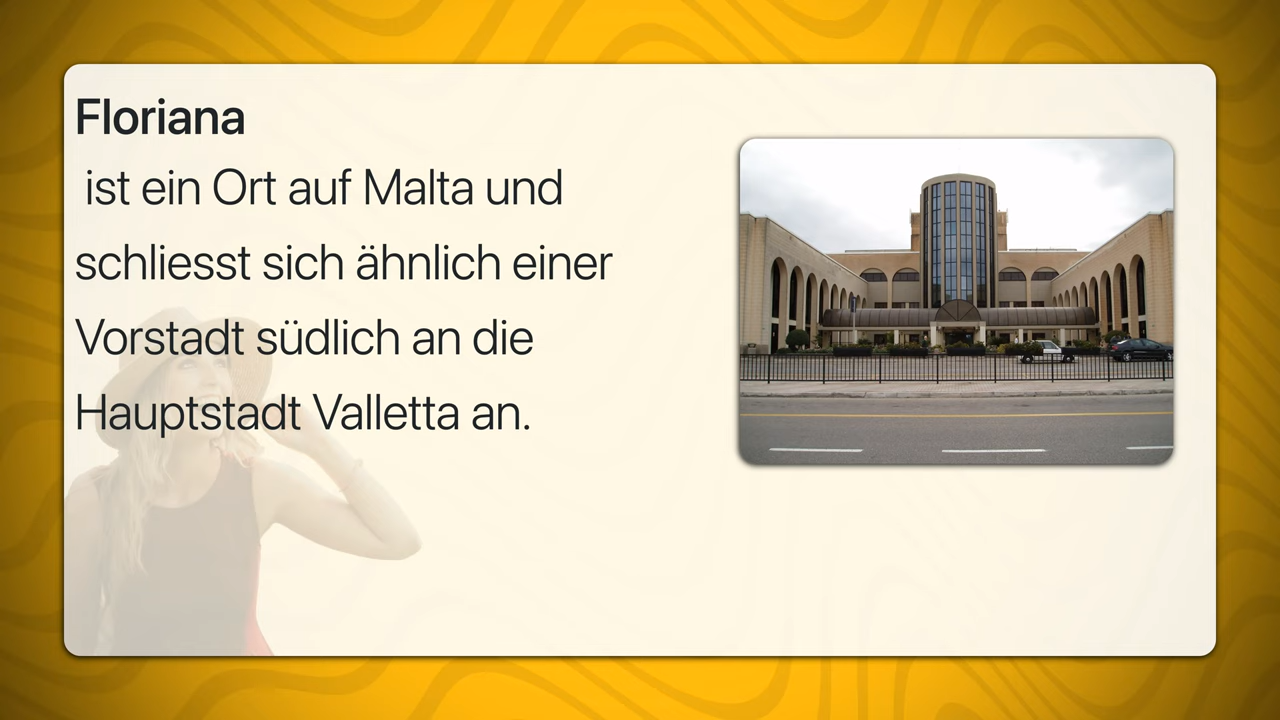 Floriana
ist ein Ort auf Malta und
schliesst sich ähnlich einer
Vorstadt südlich an die
Hauptstadt Valletta an.